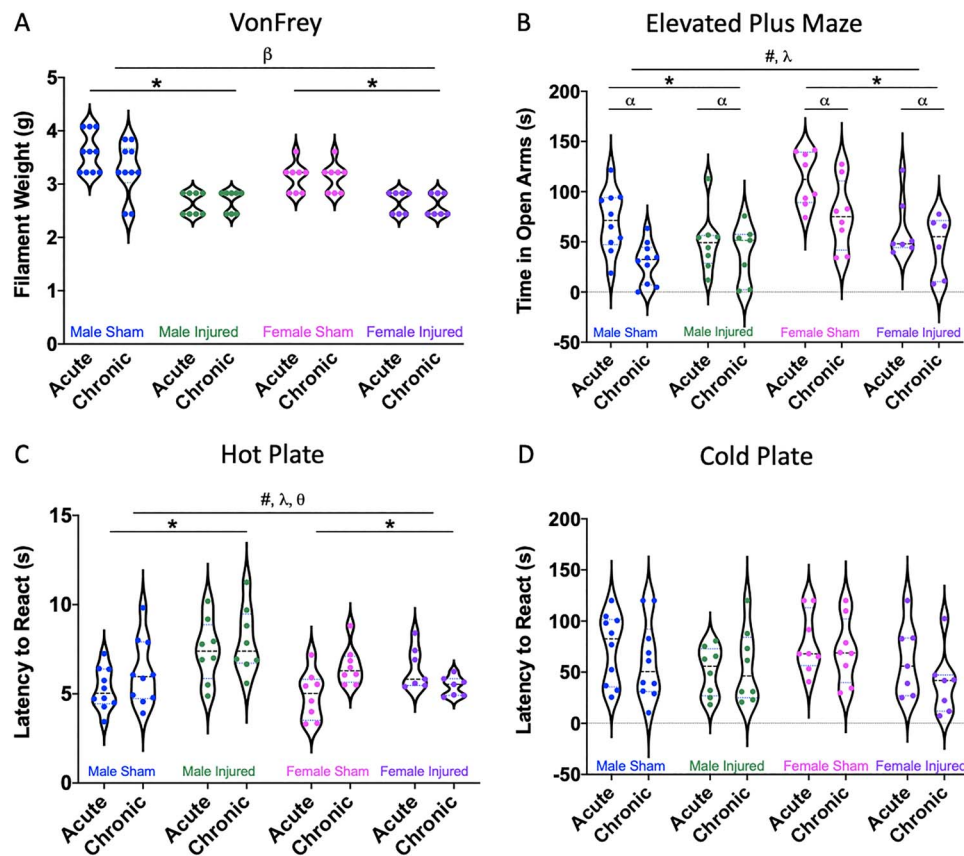 A
VonFrey
β
*
*
Filament Weight (g)
5
4
3
2
1
0
Male Sham
Male Injured
Female Sham
Female Injured
Acute
Chronic
Acute
Chronic
Acute
Chronic
Acute
Chronic
B
Elevated Plus Maze
#, λ
*
*
α
α
α
α
Time in Open Arms (s)
200
150
100
50
0
-50
Male Sham
Male Injured
Female Sham
Female Injured
Acute
Chronic
Acute
Chronic
Acute
Chronic
Acute
Chronic
C
Hot Plate
#, λ, θ
*
*
Latency to React (s)
15
10
5
0
Male Sham
Male Injured
Female Sham
Female Injured
Acute
Chronic
Acute
Chronic
Acute
Chronic
Acute
Chronic
D
Cold Plate
Latency to React (s)
200
150
100
50
0
-50
Male Sham
Male Injured
Female Sham
Female Injured
Acute
Chronic
Acute
Chronic
Acute
Chronic
Acute
Chronic